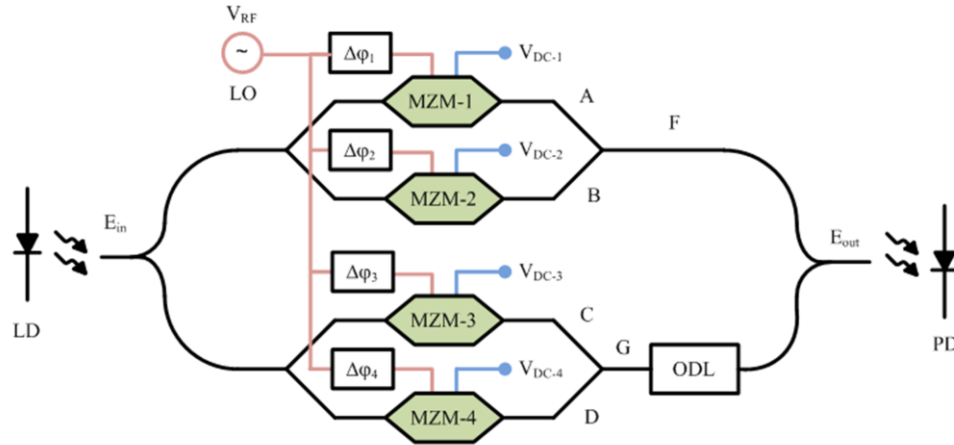 V_RF
~
LO
Δφ₁
V_DC-1
MZM-1
A
F
Δφ₂
V_DC-2
MZM-2
B
E_in
E_out
LD
PD
Δφ₃
V_DC-3
MZM-3
C
G
ODL
Δφ₄
V_DC-4
MZM-4
D